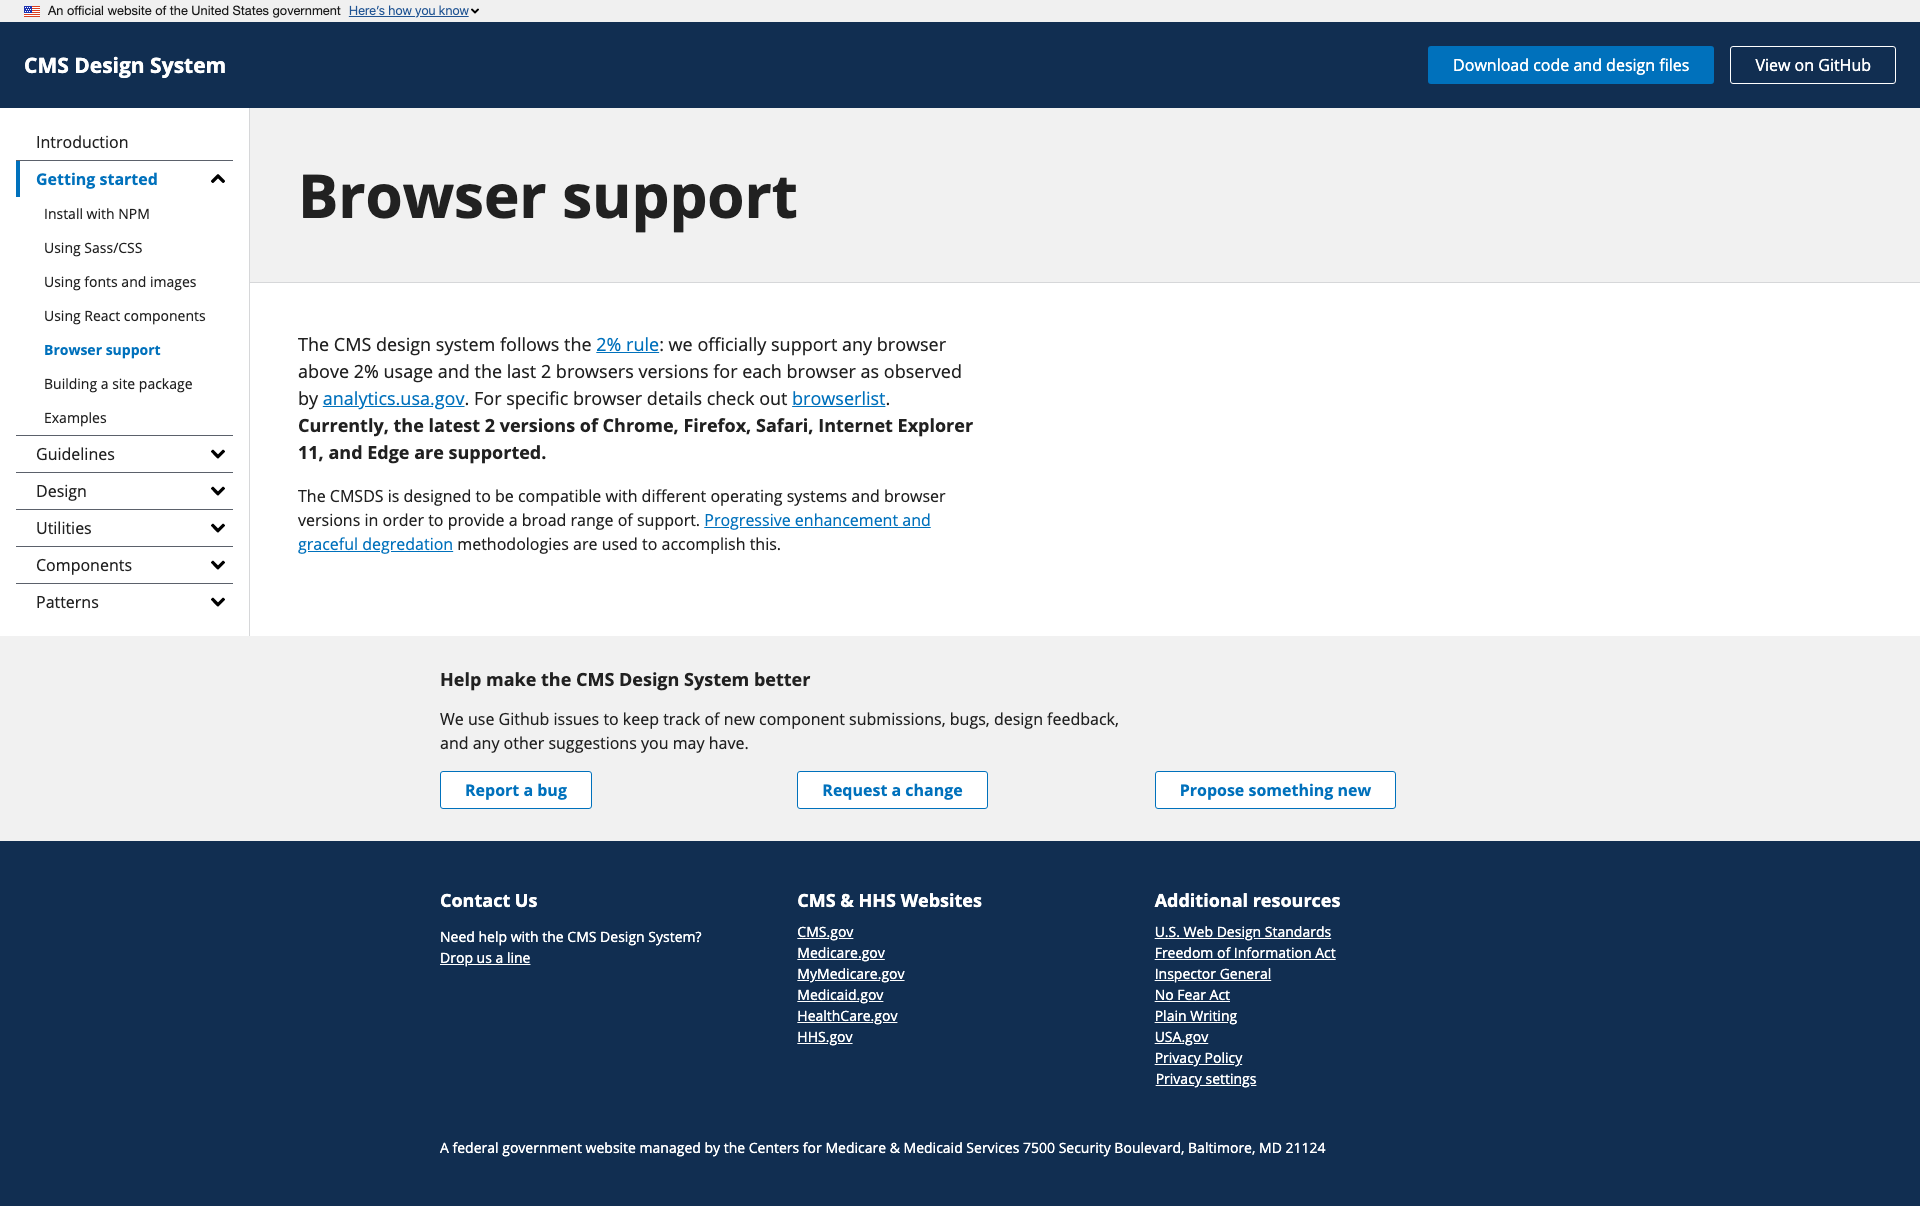 An official website of the United States government Here's how you know
CMS Design System
Download code and design files
View on GitHub
Introduction
Getting started
Install with NPM
Using Sass/CSS
Using fonts and images
Using React components
Browser support
Building a site package
Examples
Guidelines
Design
Utilities
Components
Patterns
Browser support
The CMS design system follows the 2% rule: we officially support any browser
above 2% usage and the last 2 browsers versions for each browser as observed
by analytics.usa.gov. For specific browser details check out browserlist.
Currently, the latest 2 versions of Chrome, Firefox, Safari, Internet Explorer
11, and Edge are supported.
The CMSDS is designed to be compatible with different operating systems and browser
versions in order to provide a broad range of support. Progressive enhancement and
graceful degredation methodologies are used to accomplish this.
Help make the CMS Design System better
We use Github issues to keep track of new component submissions, bugs, design feedback,
and any other suggestions you may have.
Report a bug
Request a change
Propose something new
Contact Us
Need help with the CMS Design System?
Drop us a line
CMS & HHS Websites
CMS.gov
Medicare.gov
MyMedicare.gov
Medicaid.gov
HealthCare.gov
HHS.gov
Additional resources
U.S. Web Design Standards
Freedom of Information Act
Inspector General
No Fear Act
Plain Writing
USA.gov
Privacy Policy
Privacy settings
A federal government website managed by the Centers for Medicare & Medicaid Services 7500 Security Boulevard, Baltimore, MD 21124